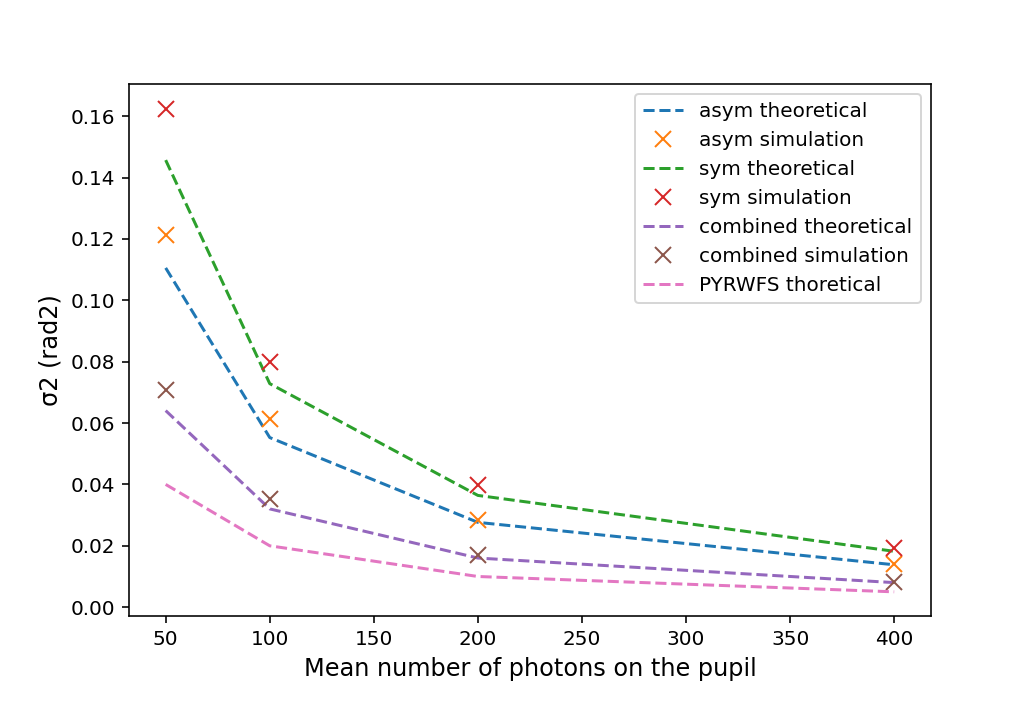 asym theoretical
asym simulation
sym theoretical
sym simulation
combined theoretical
combined simulation
PYRWFS thoretical
0.16
0.14
0.12
0.10
0.08
0.06
0.04
0.02
0.00
σ2 (rad2)
50 100 150 200 250 300 350 400
Mean number of photons on the pupil